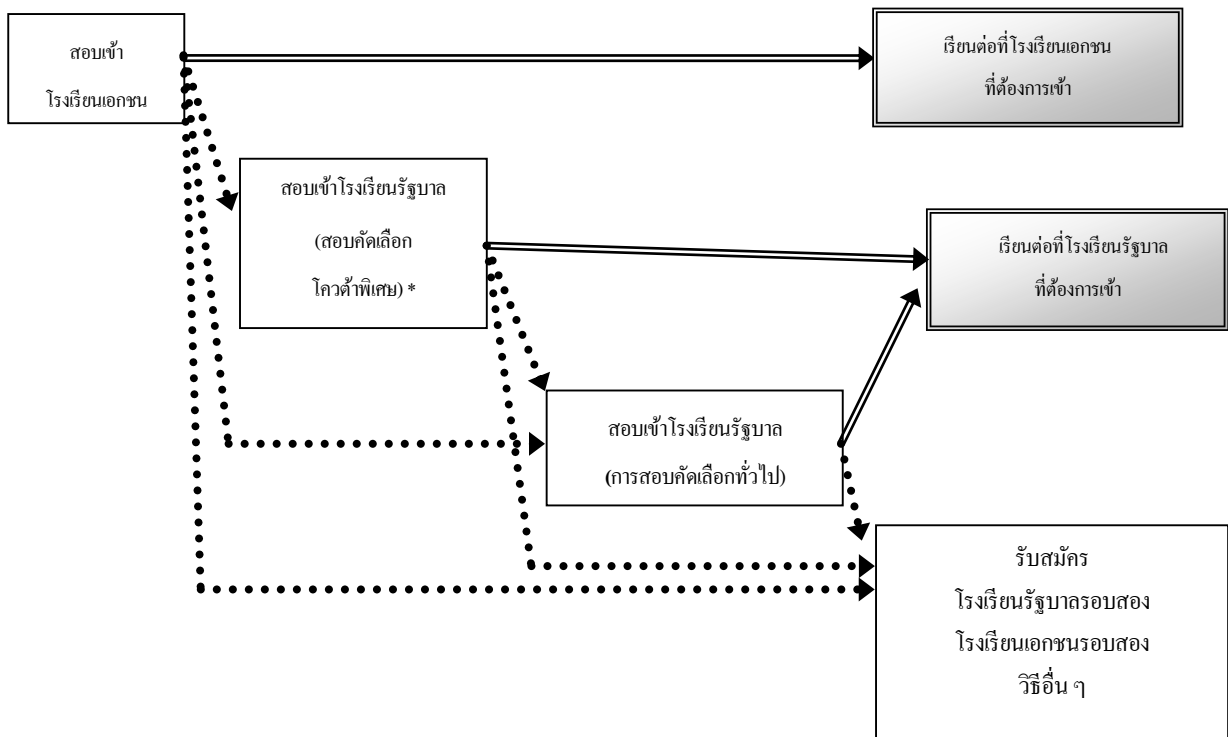 สอบเข้า
โรงเรียนเอกชน
เรียนต่อที่โรงเรียนเอกชน
ที่ต้องการเข้า
สอบเข้าโรงเรียนรัฐบาล
(สอบคัดเลือก
โควต้าพิเศษ) *
เรียนต่อที่โรงเรียนรัฐบาล
ที่ต้องการเข้า
สอบเข้าโรงเรียนรัฐบาล
(การสอบคัดเลือกทั่วไป)
รับสมัคร
โรงเรียนรัฐบาลรอบสอง
โรงเรียนเอกชนรอบสอง
วิธีอื่น ๆ